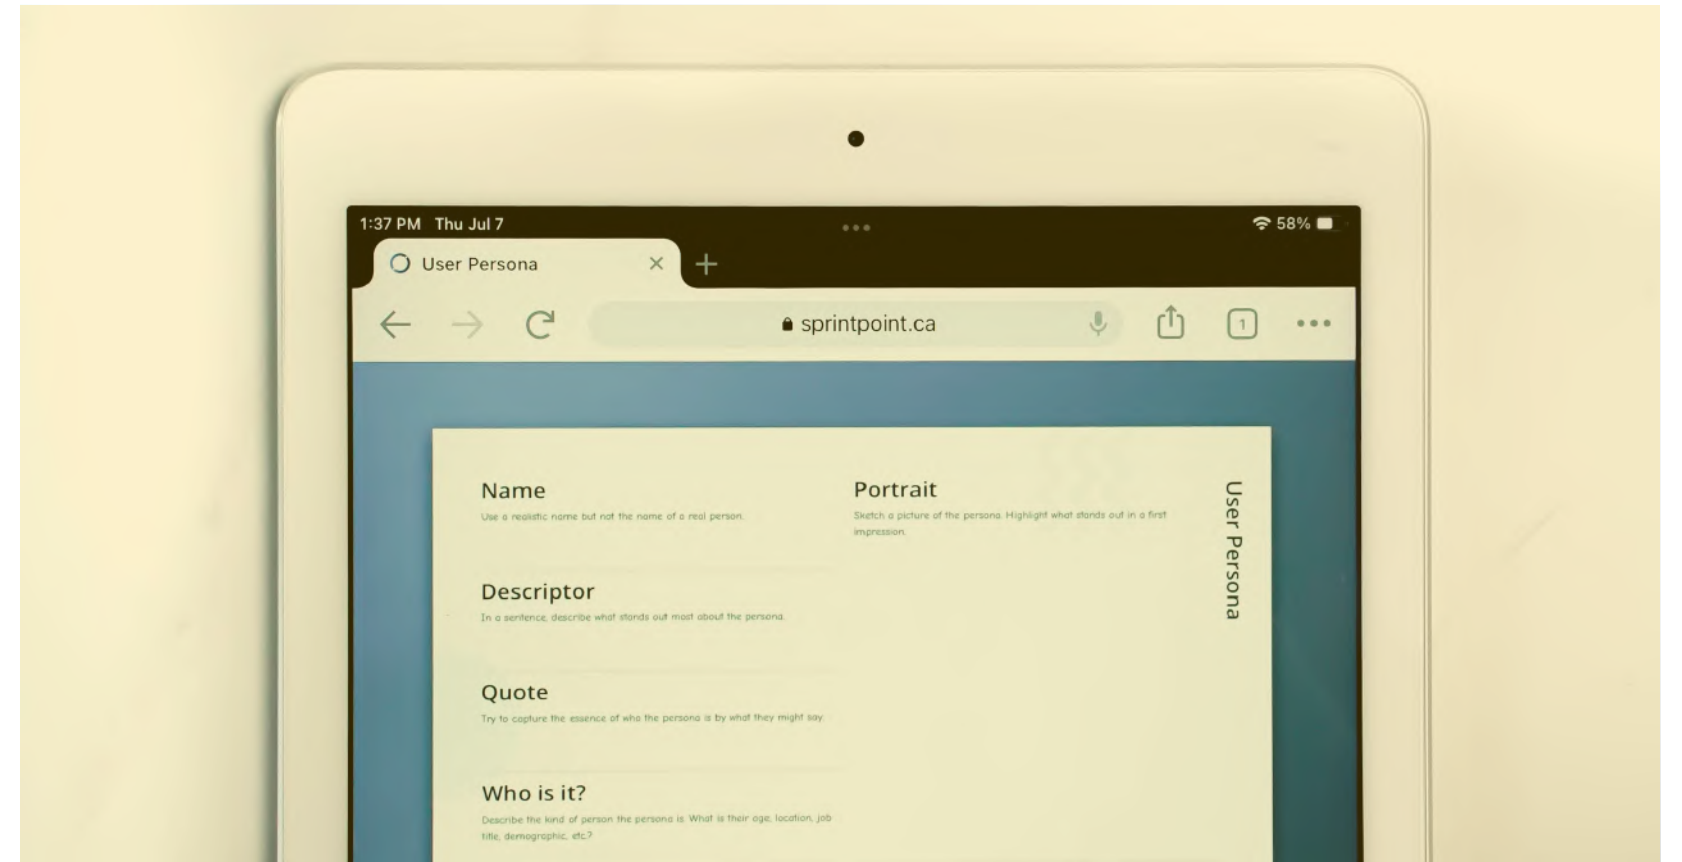 1:37 PM Thu Jul 7
58%
User Persona
sprintpoint.ca
1
Name
Use a realistic name but not the name of a real person.
Portrait
Sketch a picture of the persona. Highlight what stands out in a first
impression.
User Persona
Descriptor
In a sentence, describe what stands out most about the persona.
Quote
Try to capture the essence of who the persona is by what they might say.
Who is it?
Describe the kind of person the persona is. What is their age, location, job
title, demographic, etc.?